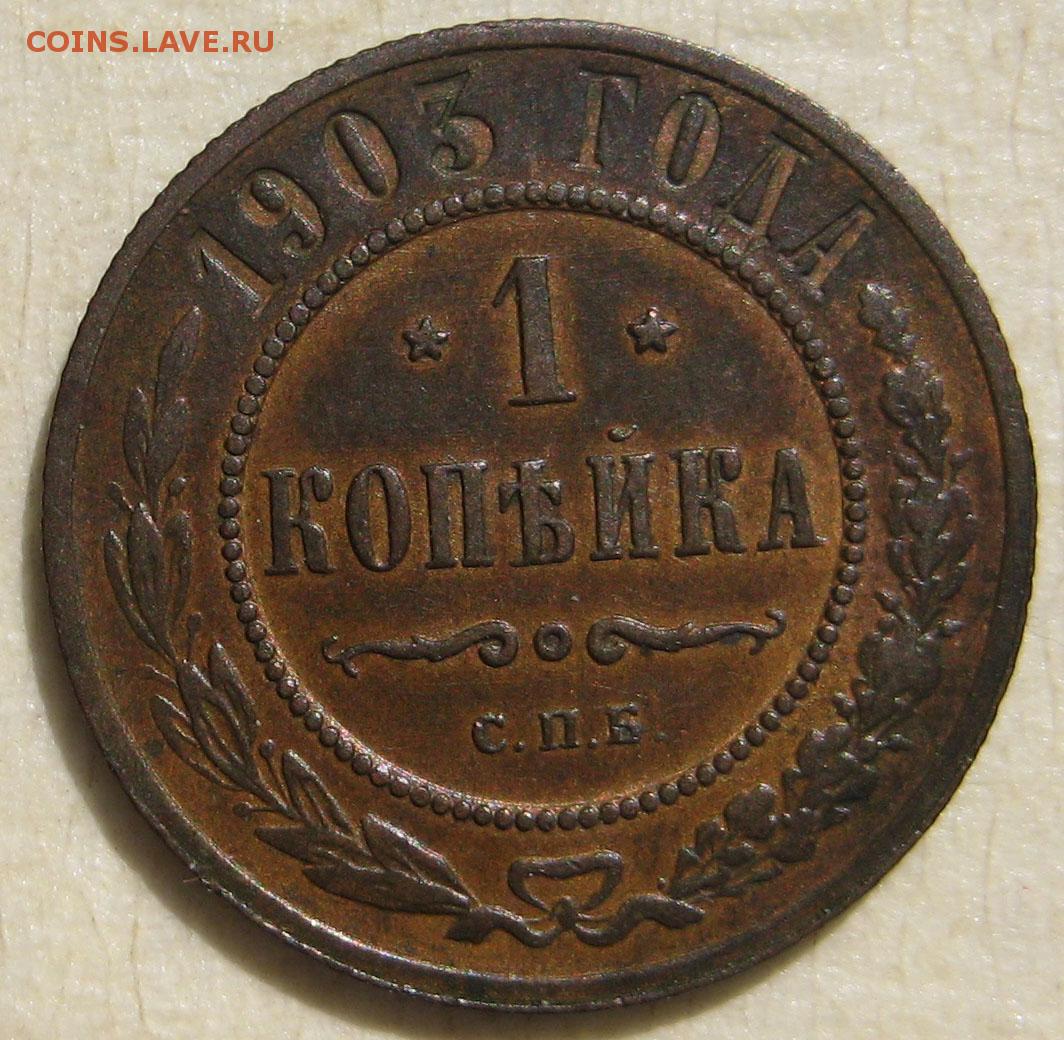 COINS.LAVE.RU
1903 ГОДА
1
КОПѢЙКА
С.П.Б.